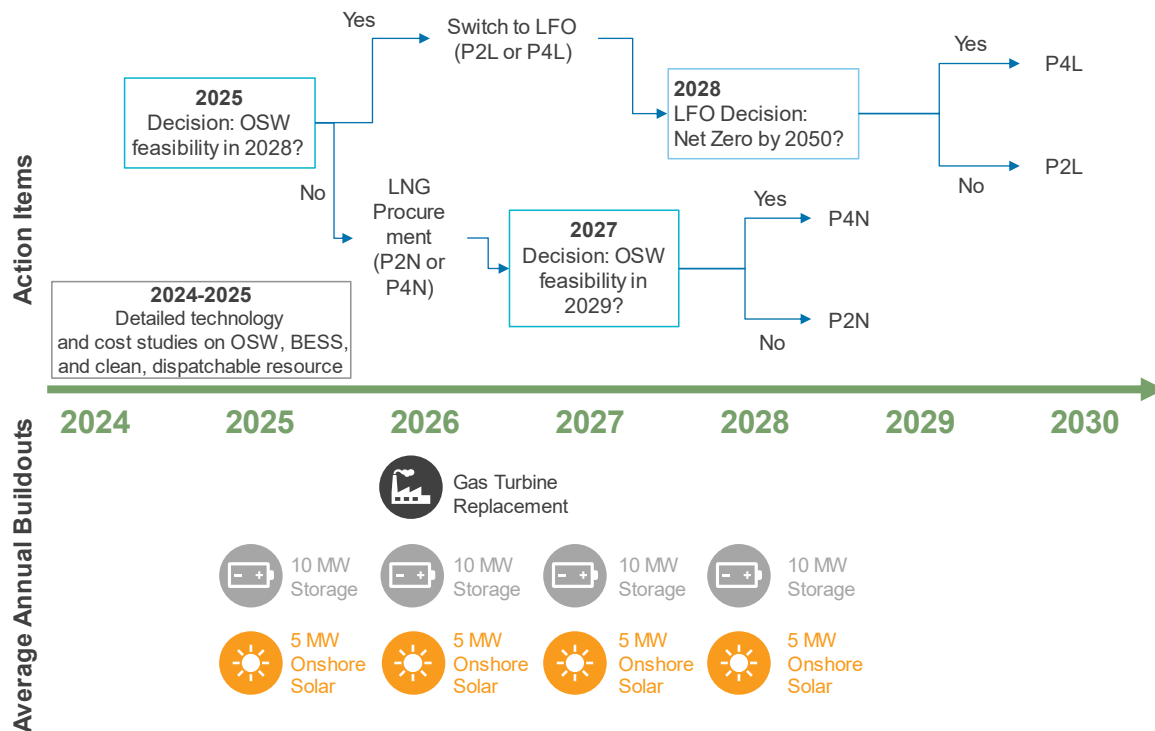 Action Items
Yes
Switch to LFO
(P2L or P4L)
Yes
P4L
2025
Decision: OSW
feasibility in 2028?
2028
LFO Decision:
Net Zero by 2050?
No
P2L
No
LNG
Procure
ment
(P2N or
P4N)
Yes
P4N
2027
Decision: OSW
feasibility in
2029?
No
P2N
2024-2025
Detailed technology
and cost studies on OSW, BESS,
and clean, dispatchable resource
2024 2025 2026 2027 2028 2029 2030
Average Annual Buildouts
Gas Turbine
Replacement
10 MW
Storage
10 MW
Storage
10 MW
Storage
10 MW
Storage
5 MW
Onshore
Solar
5 MW
Onshore
Solar
5 MW
Onshore
Solar
5 MW
Onshore
Solar